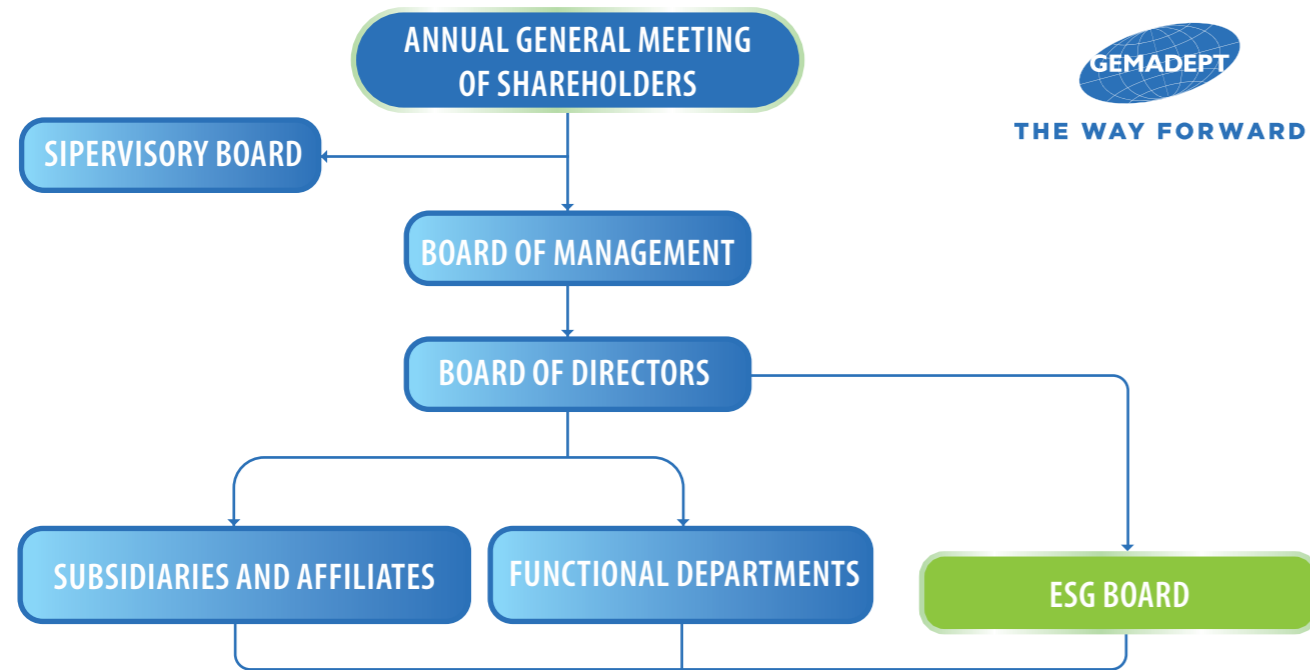 ANNUAL GENERAL MEETING
OF SHAREHOLDERS
GEMADEPT
THE WAY FORWARD
SIPERVISORY BOARD
BOARD OF MANAGEMENT
BOARD OF DIRECTORS
SUBSIDIARIES AND AFFILIATES
FUNCTIONAL DEPARTMENTS
ESG BOARD